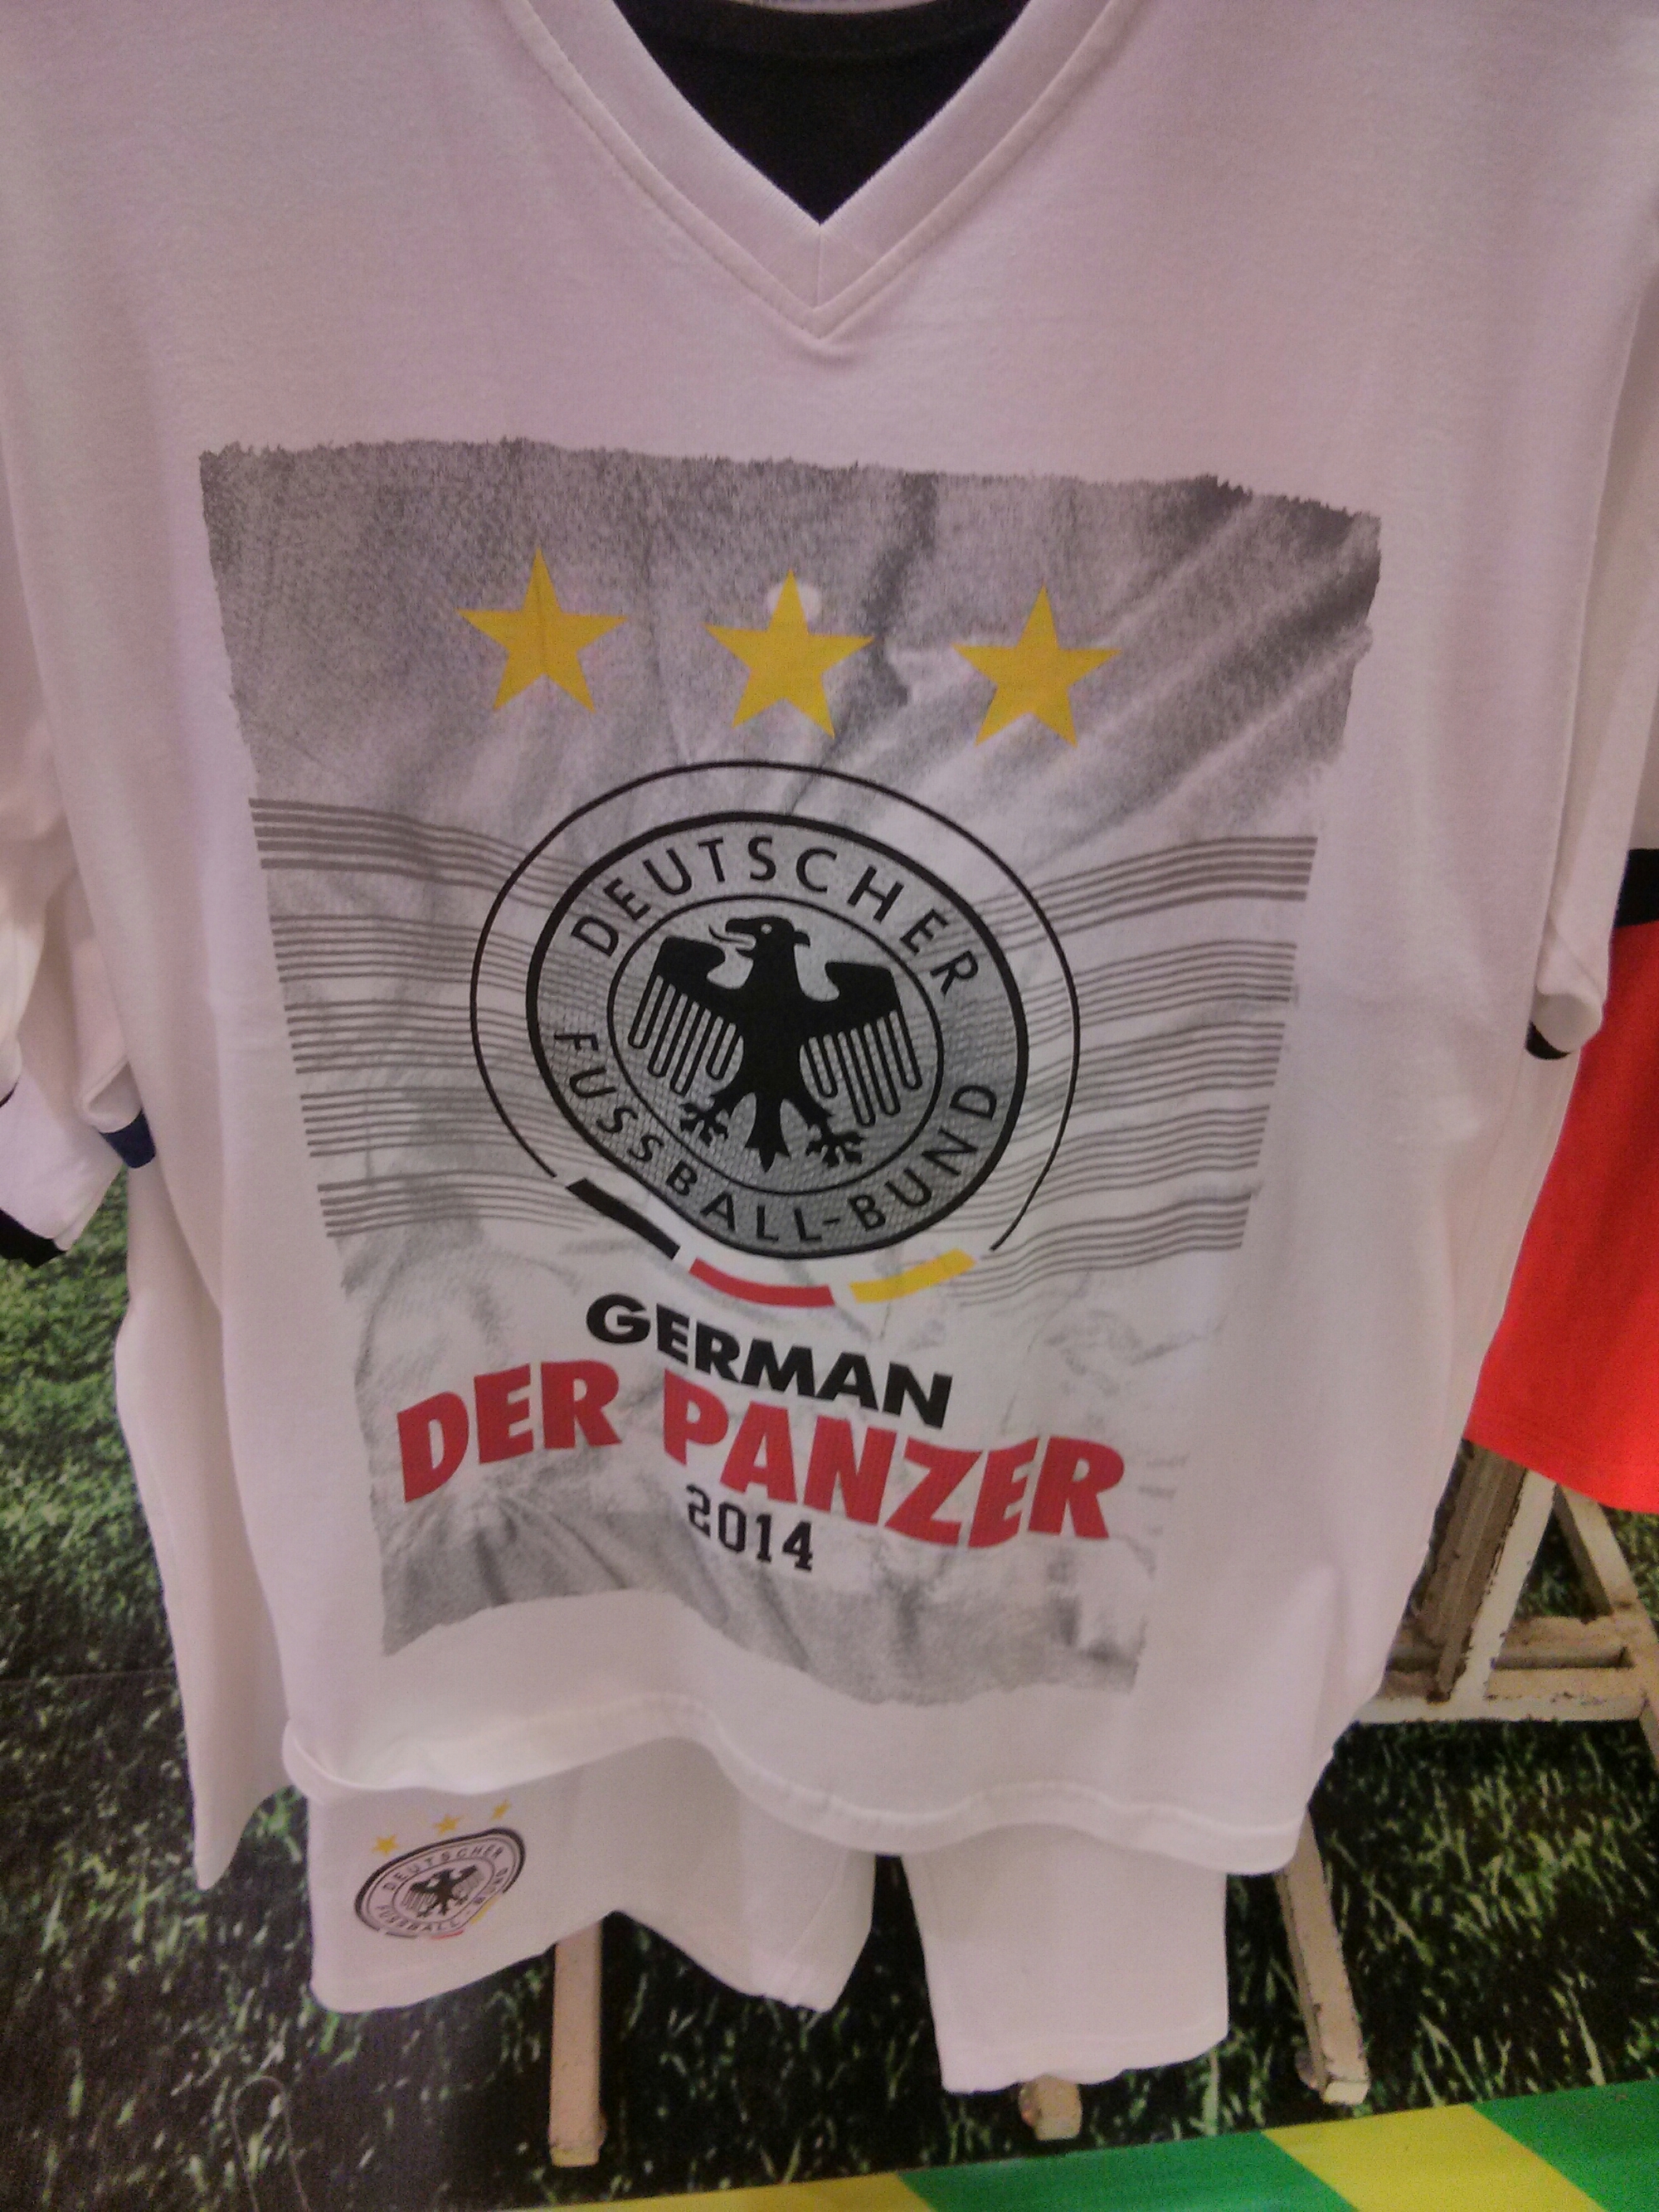 DEUTSCHER
FUSSBALL-BUND
GERMAN
DER PANZER
2014
DEUTSCHER
FUSSBALL-BUND